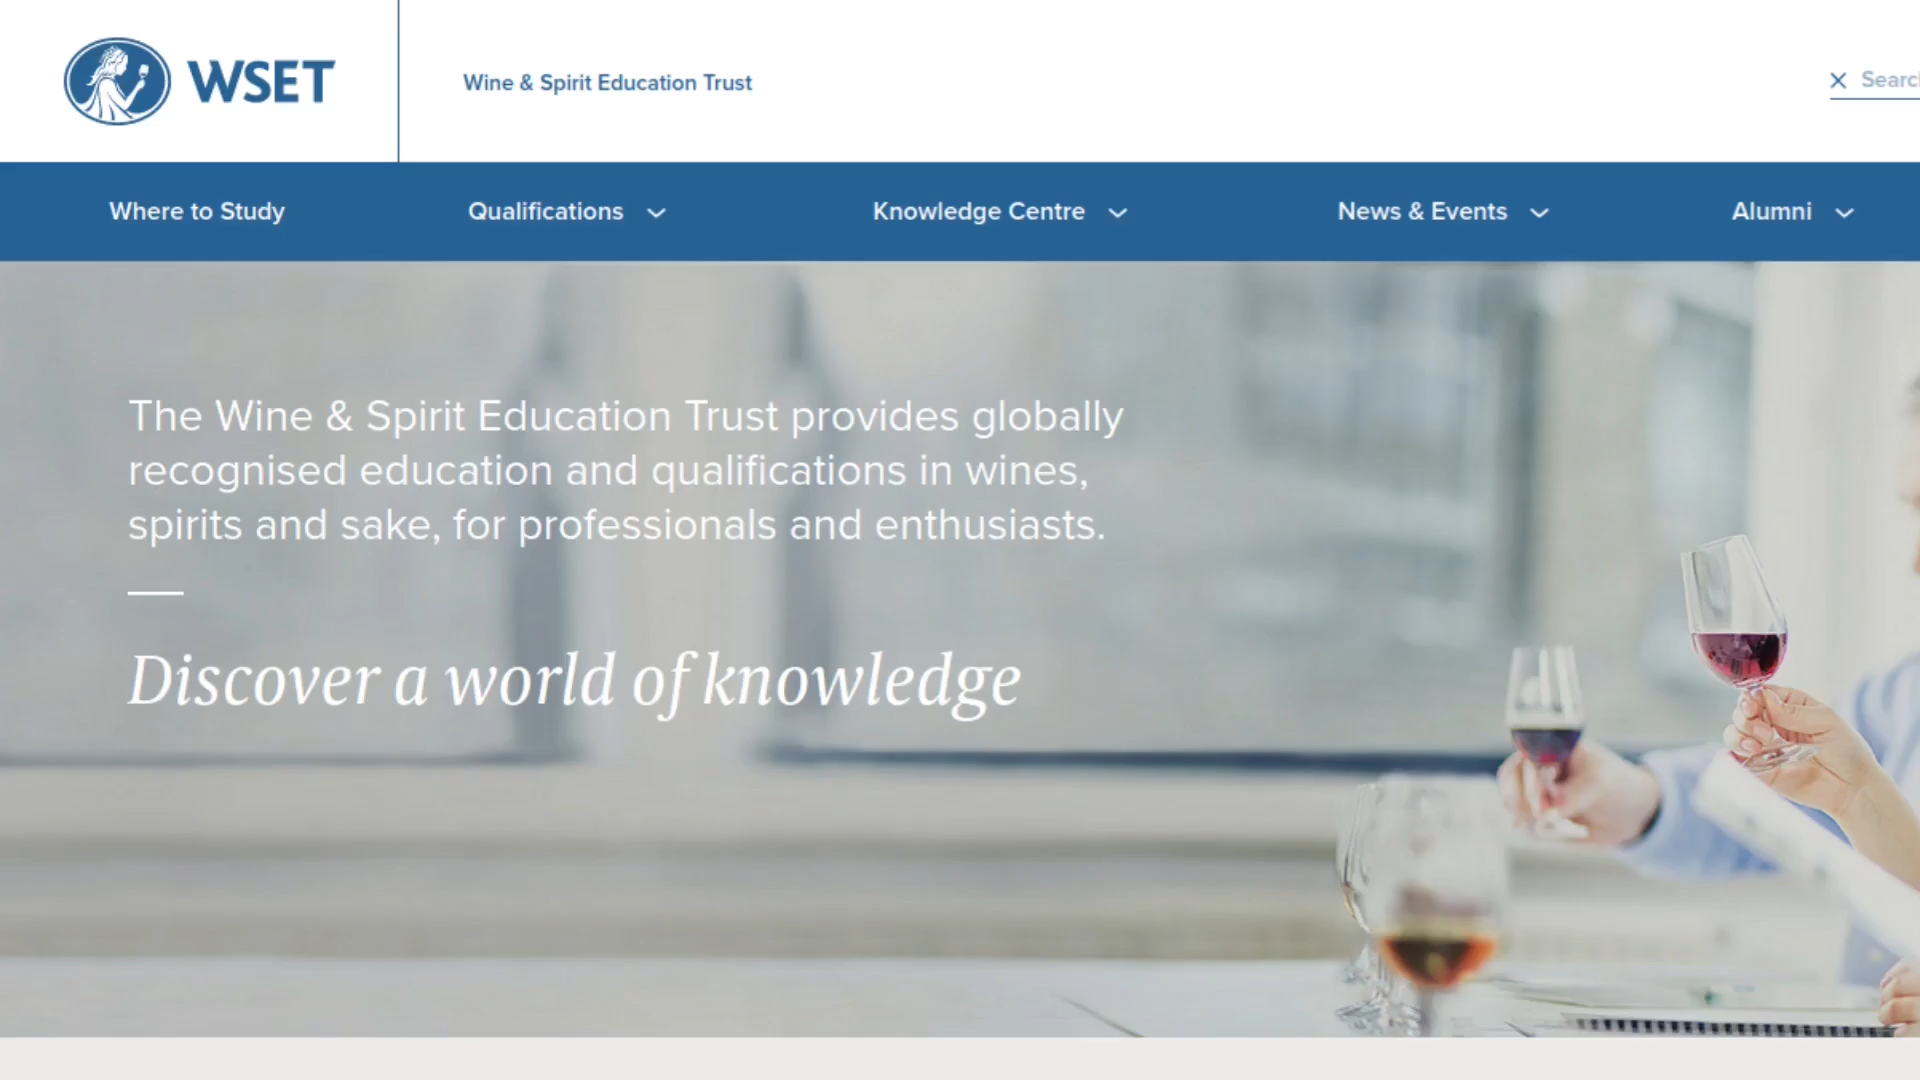 WSET
Wine & Spirit Education Trust
Where to Study
Qualifications
Knowledge Centre
News & Events
Alumni
The Wine & Spirit Education Trust provides globally
recognised education and qualifications in wines,
spirits and sake, for professionals and enthusiasts.
Discover a world of knowledge